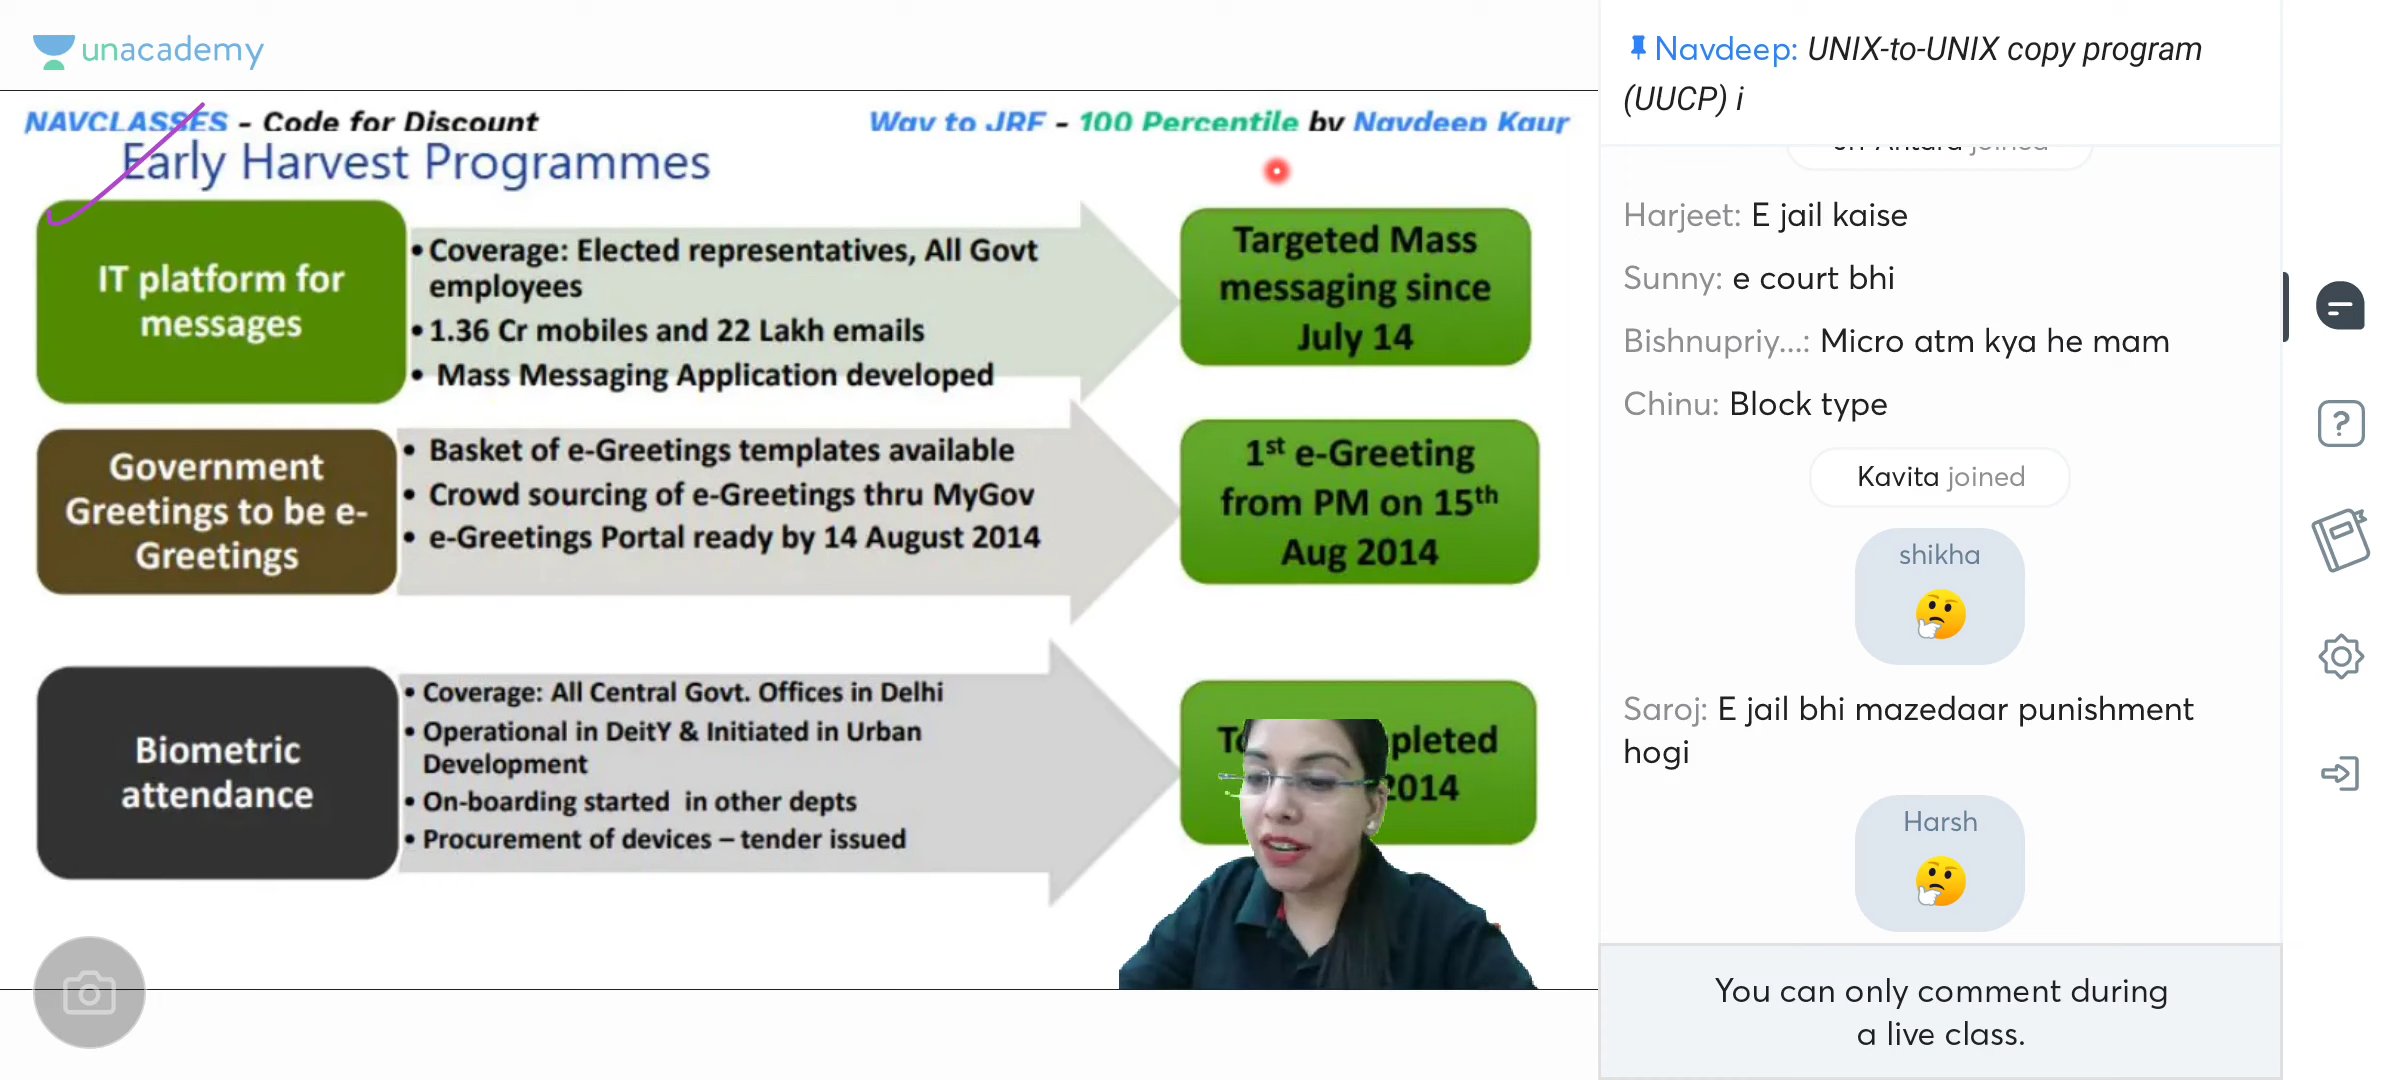 unacademy
NAVCLASSES - Code for Discount
Way to JRF - 100 Percentile by Navdeep Kaur
Early Harvest Programmes
IT platform for
messages
• Coverage: Elected representatives, All Govt
employees
• 1.36 Cr mobiles and 22 Lakh emails
• Mass Messaging Application developed
Targeted Mass
messaging since
July 14
Government
Greetings to be e-
Greetings
• Basket of e-Greetings templates available
• Crowd sourcing of e-Greetings thru MyGov
• e-Greetings Portal ready by 14 August 2014
1st e-Greeting
from PM on 15th
Aug 2014
Biometric
attendance
• Coverage: All Central Govt. Offices in Delhi
• Operational in DeitY & Initiated in Urban
Development
• On-boarding started in other depts
• Procurement of devices – tender issued
2014
Navdeep: UNIX-to-UNIX copy program
(UUCP) i
joined
Harjeet: E jail kaise
Sunny: e court bhi
Bishnupriy...: Micro atm kya he mam
Chinu: Block type
Kavita joined
shikha
🤔
Saroj: E jail bhi mazedaar punishment
hogi
Harsh
🤔
You can only comment during
a live class.